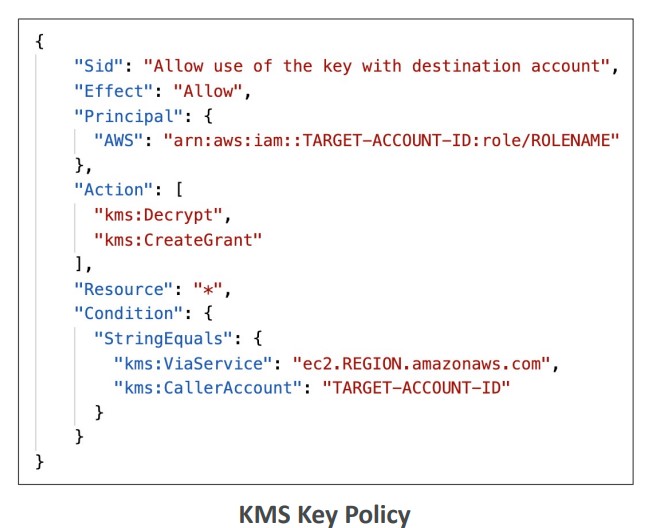 {
"Sid": "Allow use of the key with destination account",
"Effect": "Allow",
"Principal": {
"AWS": "arn:aws:iam::TARGET-ACCOUNT-ID:role/ROLENAME"
},
"Action": [
"kms:Decrypt",
"kms:CreateGrant"
],
"Resource": "*",
"Condition": {
"StringEquals": {
"kms:ViaService": "ec2.REGION.amazonaws.com",
"kms:CallerAccount": "TARGET-ACCOUNT-ID"
}
}
}
KMS Key Policy